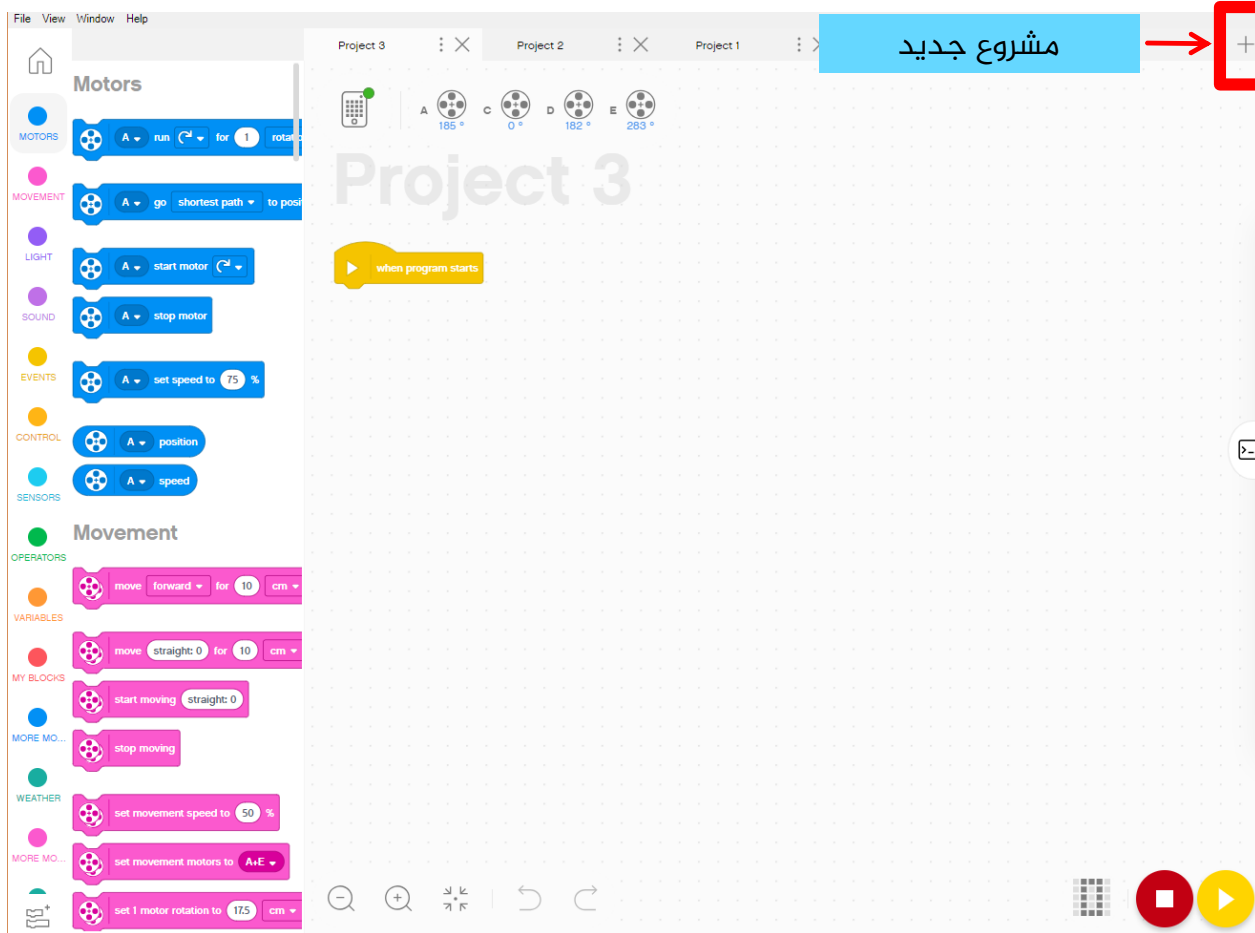 File View Window Help
Project 3
Project 2
Project 1
مشروع جديد
Motors
A 185 °
C 0 °
D 182 °
E 283 °
Project 3
when program starts
MOTORS
MOVEMENT
LIGHT
SOUND
EVENTS
CONTROL
SENSORS
OPERATORS
VARIABLES
MY BLOCKS
MORE MO...
WEATHER
MORE MO...
A run for 1
A go shortest path
A start motor
A stop motor
A set speed to 75 %
A position
A speed
Movement
move forward for 10 cm
move straight: 0 for 10 cm
start moving straight: 0
stop moving
set movement speed to 50 %
set movement motors to A+E
set 1 motor rotation to 17.5 cm